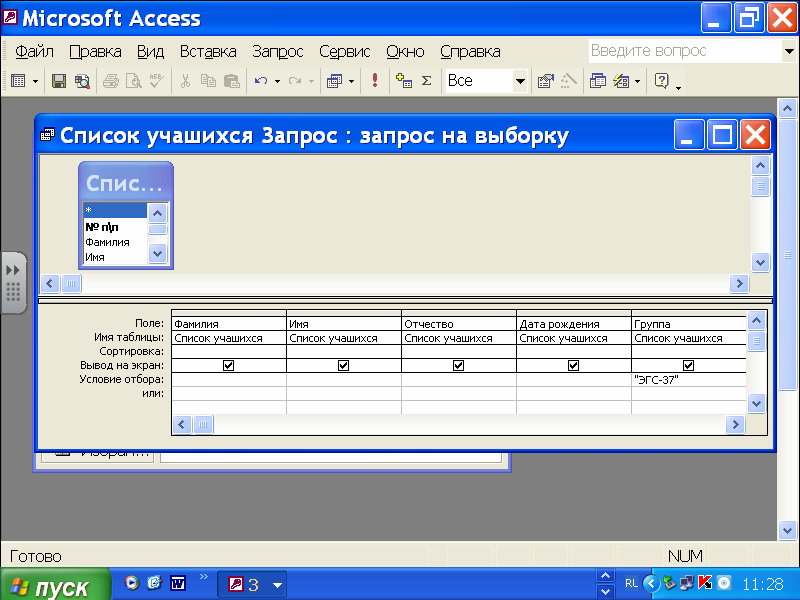 Microsoft Access
Файл Правка Вид Вставка Запрос Сервис Окно Справка Введите вопрос
Все
Список учашихся Запрос : запрос на выборку
Спис...
*
№ п\п
Фамилия
Имя
Поле: Фамилия Имя Отчество Дата рождения Группа
Имя таблицы: Список учашихся Список учашихся Список учашихся Список учашихся Список учашихся
Сортировка:
Вывод на экран:
Условие отбора: "ЭГС-37"
или:
Готово NUM
пуск 3 RL 11:28